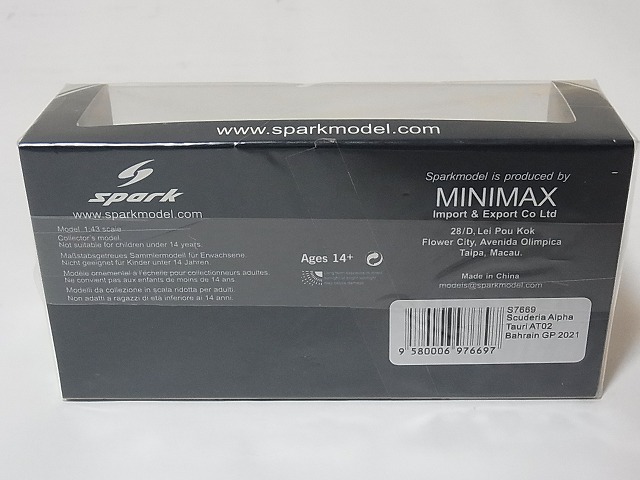 www.sparkmodel.com
spark
www.sparkmodel.com
Model 1:43 scale
Collector's model.
Not suitable for children under 14 years.
Maßstabsgetreues Sammlermodell für Erwachsene.
Nicht geeignet für Kinder unter 14 Jahren.
Modèle ornementel à l'echelle pour collectionneurs adultes.
Ne convient pas aux enfants de moins de 14 ans.
Modelli da collezione in scala ridotta per adulti.
Non adatti a ragazzi di età inferiore ai 14 anni.
Ages 14+
Sparkmodel is produced by
MINIMAX
Import & Export Co Ltd
28/D, Lei Pou Kok
Flower City, Avenida Olimpica
Taipa, Macau.
Made in China
models@sparkmodel.com
S7669
Scuderia Alpha
Tauri AT02
Bahrain GP 2021
9 580006 976697